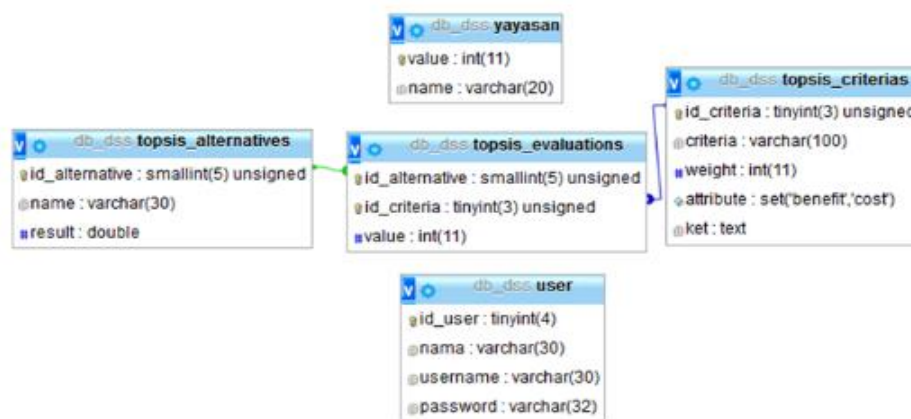 db_dss yayasan
value : int(11)
name : varchar(20)
db_dss topsis_criterias
id_criteria : tinyint(3) unsigned
criteria : varchar(100)
weight : int(11)
attribute : set('benefit','cost')
ket : text
db_dss topsis_alternatives
id_alternative : smallint(5) unsigned
name : varchar(30)
result : double
db_dss topsis_evaluations
id_alternative : smallint(5) unsigned
id_criteria : tinyint(3) unsigned
value : int(11)
db_dss user
id_user : tinyint(4)
nama : varchar(30)
username : varchar(30)
password : varchar(32)